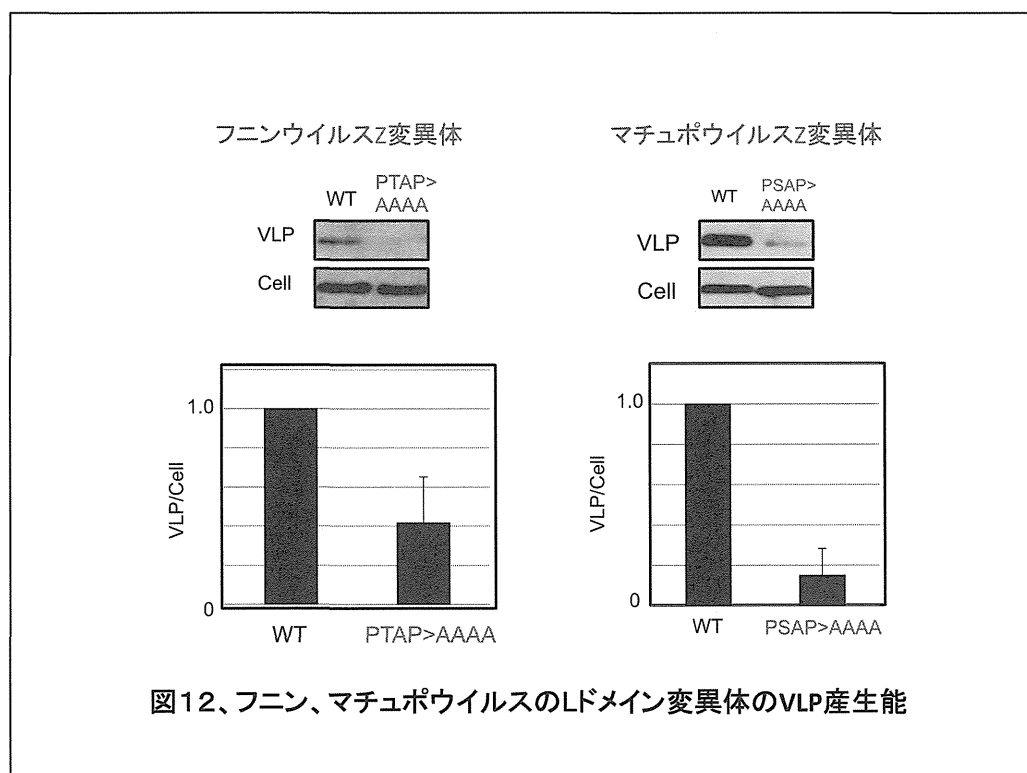 フニンウイルスZ変異体
WT
PTAP>
AAAA
VLP
Cell
1.0
VLP/Cell
0
WT
PTAP>AAAA
マチュポウイルスZ変異体
WT
PSAP>
AAAA
VLP
Cell
1.0
VLP/Cell
0
WT
PSAP>AAAA
図12、フニン、マチュポウイルスのLドメイン変異体のVLP産生能